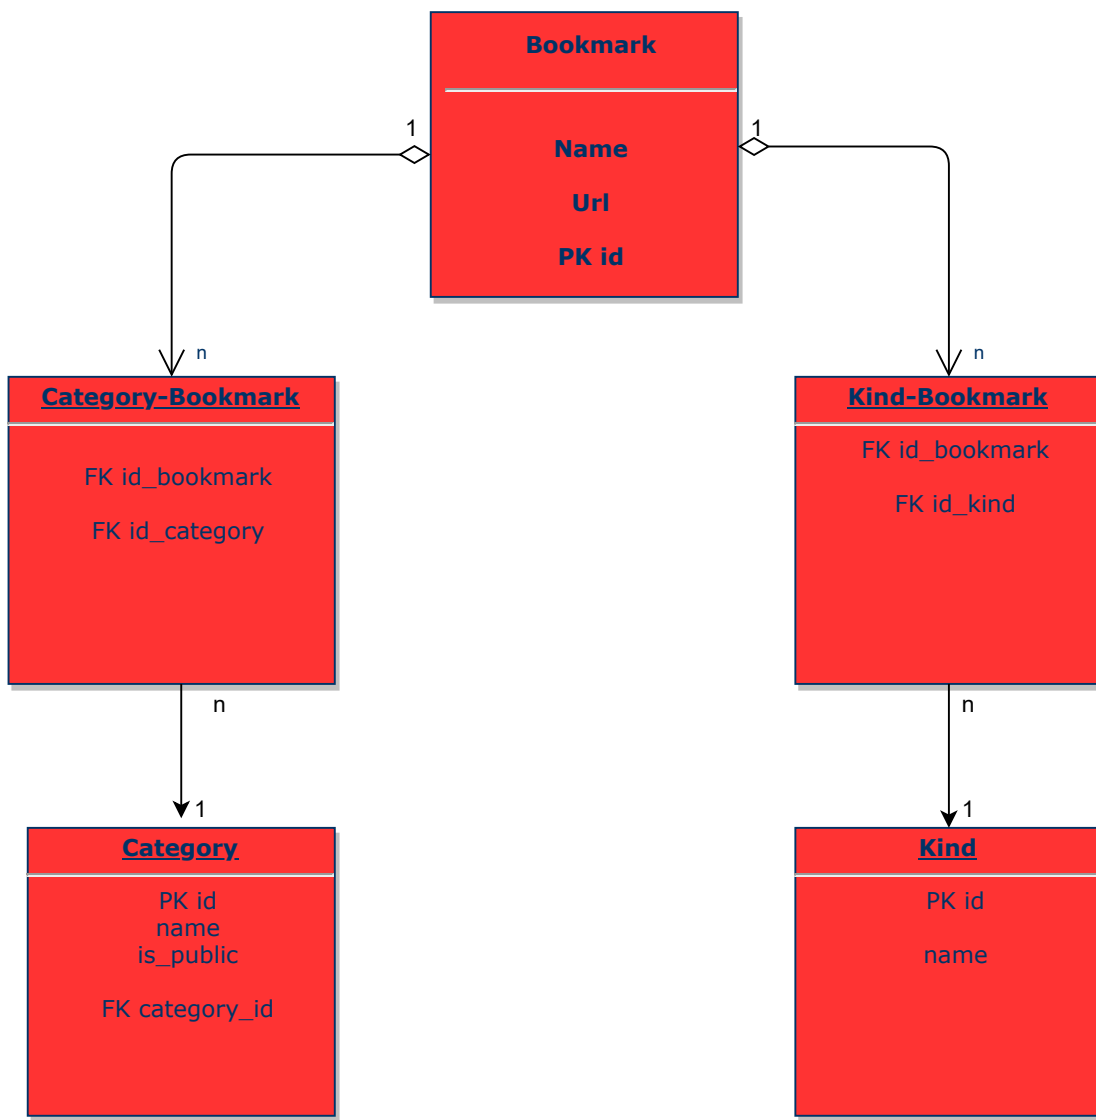 Bookmark
Name
Url
PK id
1
1
n
n
Category-Bookmark
FK id_bookmark
FK id_category
Kind-Bookmark
FK id_bookmark
FK id_kind
n
1
n
1
Category
PK id
name
is_public
FK category_id
Kind
PK id
name